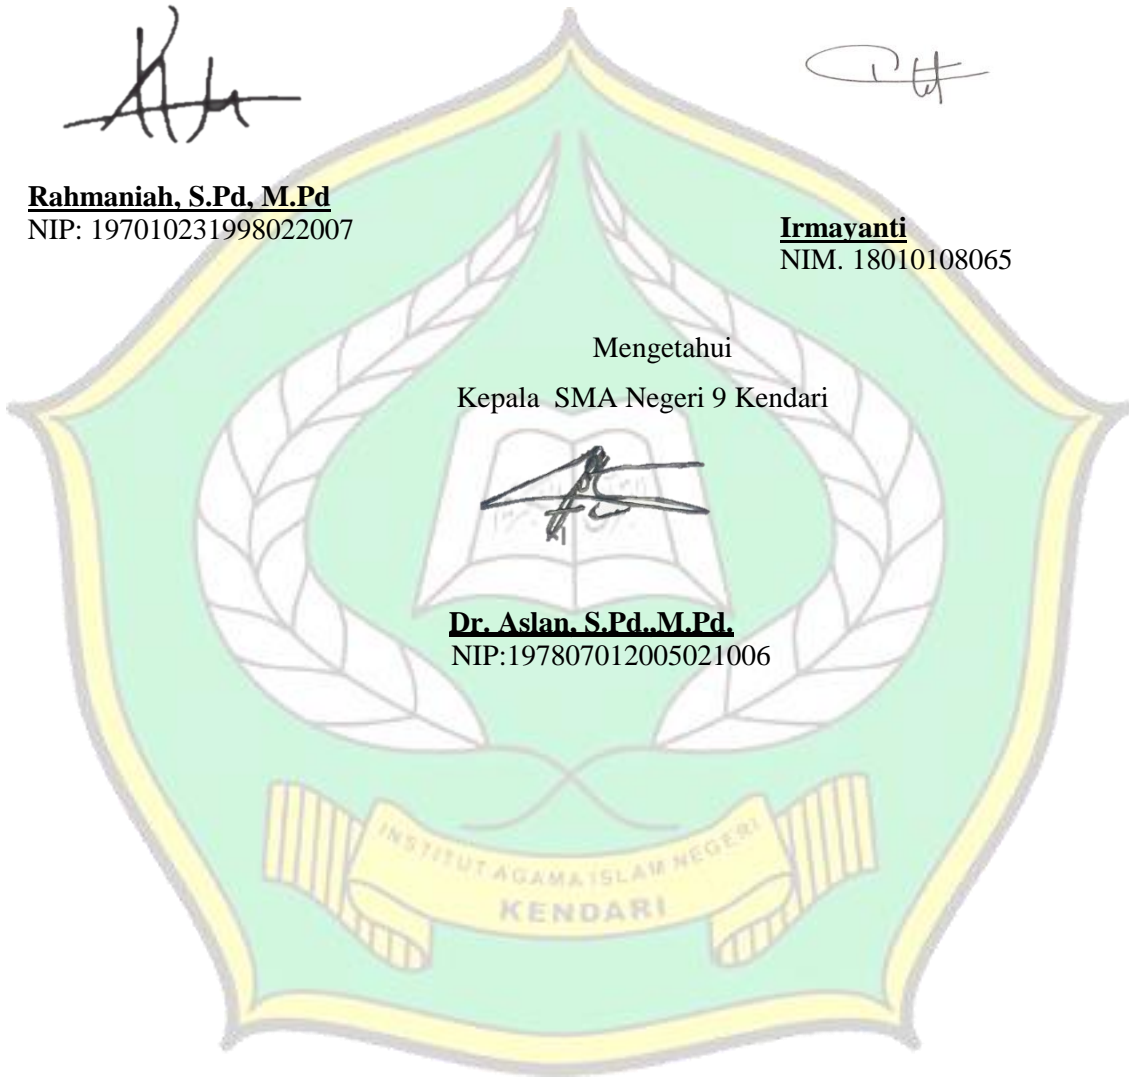 Rahmaniah, S.Pd, M.Pd
NIP: 197010231998022007
Irmayanti
NIM. 18010108065
Mengetahui
Kepala SMA Negeri 9 Kendari
Dr. Aslan, S.Pd.,M.Pd.
NIP:197807012005021006
INSTITUT AGAMA ISLAM NEGERI
KENDARI